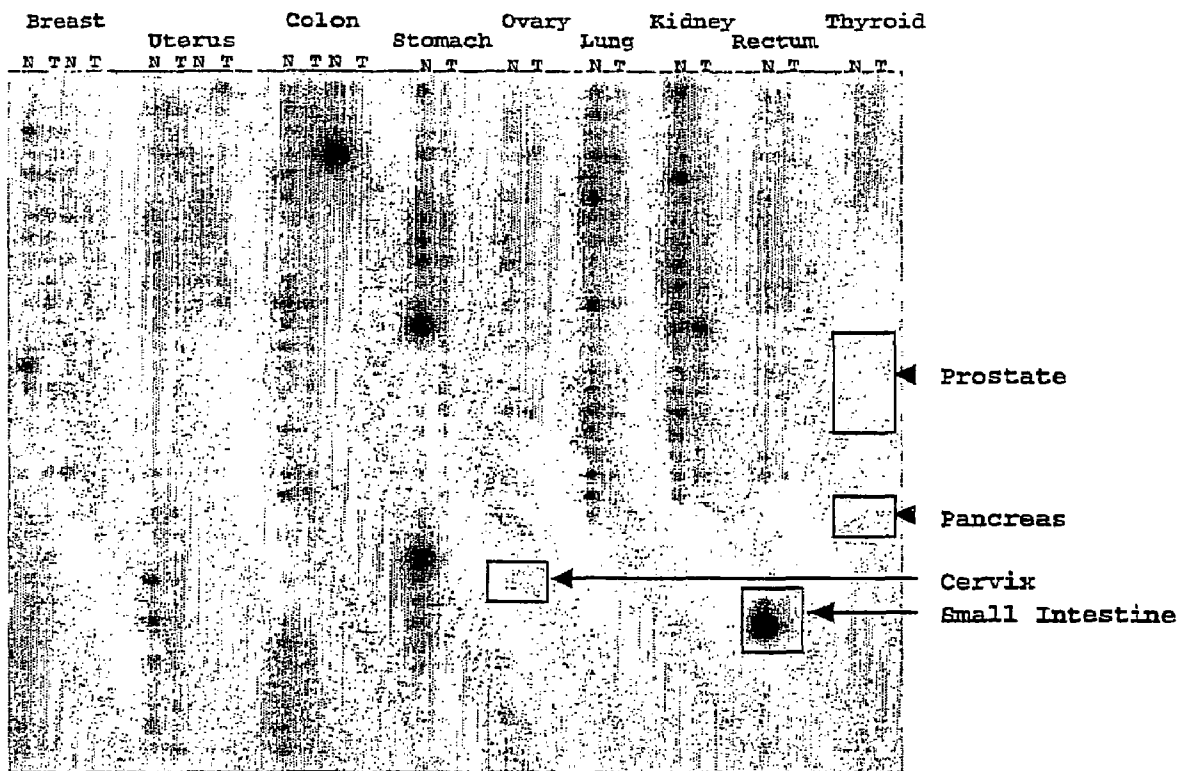 Breast Colon Ovary Kidney Thyroid
Uterus Stomach Lung Rectum
N T N T N T N T N T N T N T N T N T N T N T N T N T
Prostate
Pancreas
Cervix
Small Intestine